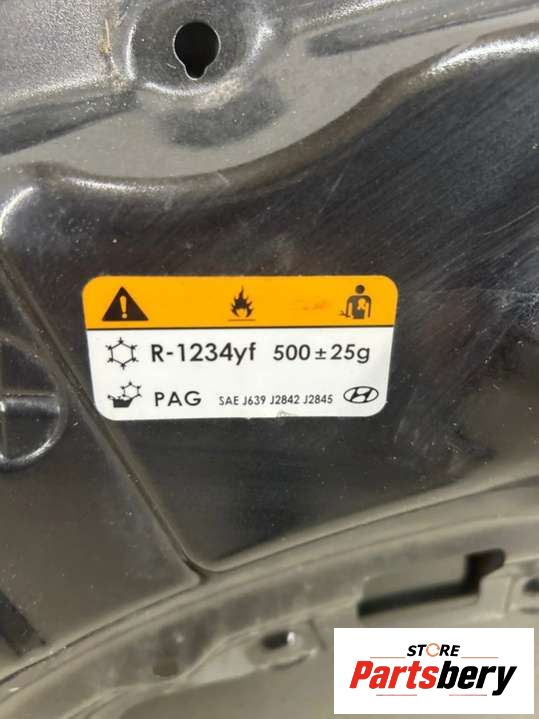 R-1234yf 500 ± 25g
PAG SAE J639 J2842 J2845
STORE
Partsbery